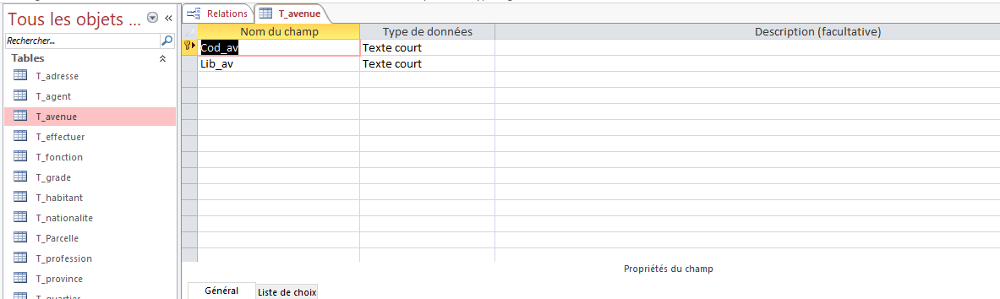 Tous les objets ...
Rechercher...
Tables
T_adresse
T_agent
T_avenue
T_effectuer
T_fonction
T_grade
T_habitant
T_nationalite
T_Parcelle
T_profession
T_province
T_quartier
Relations
T_avenue
Nom du champ Type de données Description (facultative)
Cod_av Texte court
Lib_av Texte court
Propriétés du champ
Général Liste de choix